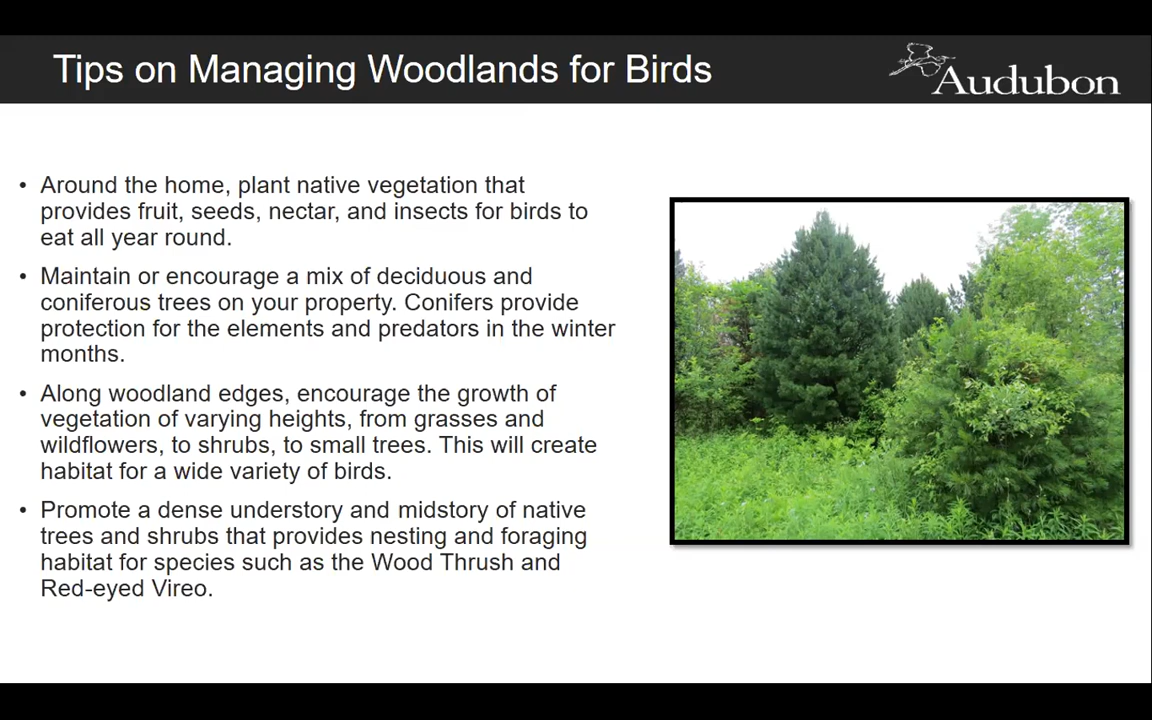 Tips on Managing Woodlands for Birds
Audubon
• Around the home, plant native vegetation that
provides fruit, seeds, nectar, and insects for birds to
eat all year round.
• Maintain or encourage a mix of deciduous and
coniferous trees on your property. Conifers provide
protection for the elements and predators in the winter
months.
• Along woodland edges, encourage the growth of
vegetation of varying heights, from grasses and
wildflowers, to shrubs, to small trees. This will create
habitat for a wide variety of birds.
• Promote a dense understory and midstory of native
trees and shrubs that provides nesting and foraging
habitat for species such as the Wood Thrush and
Red-eyed Vireo.